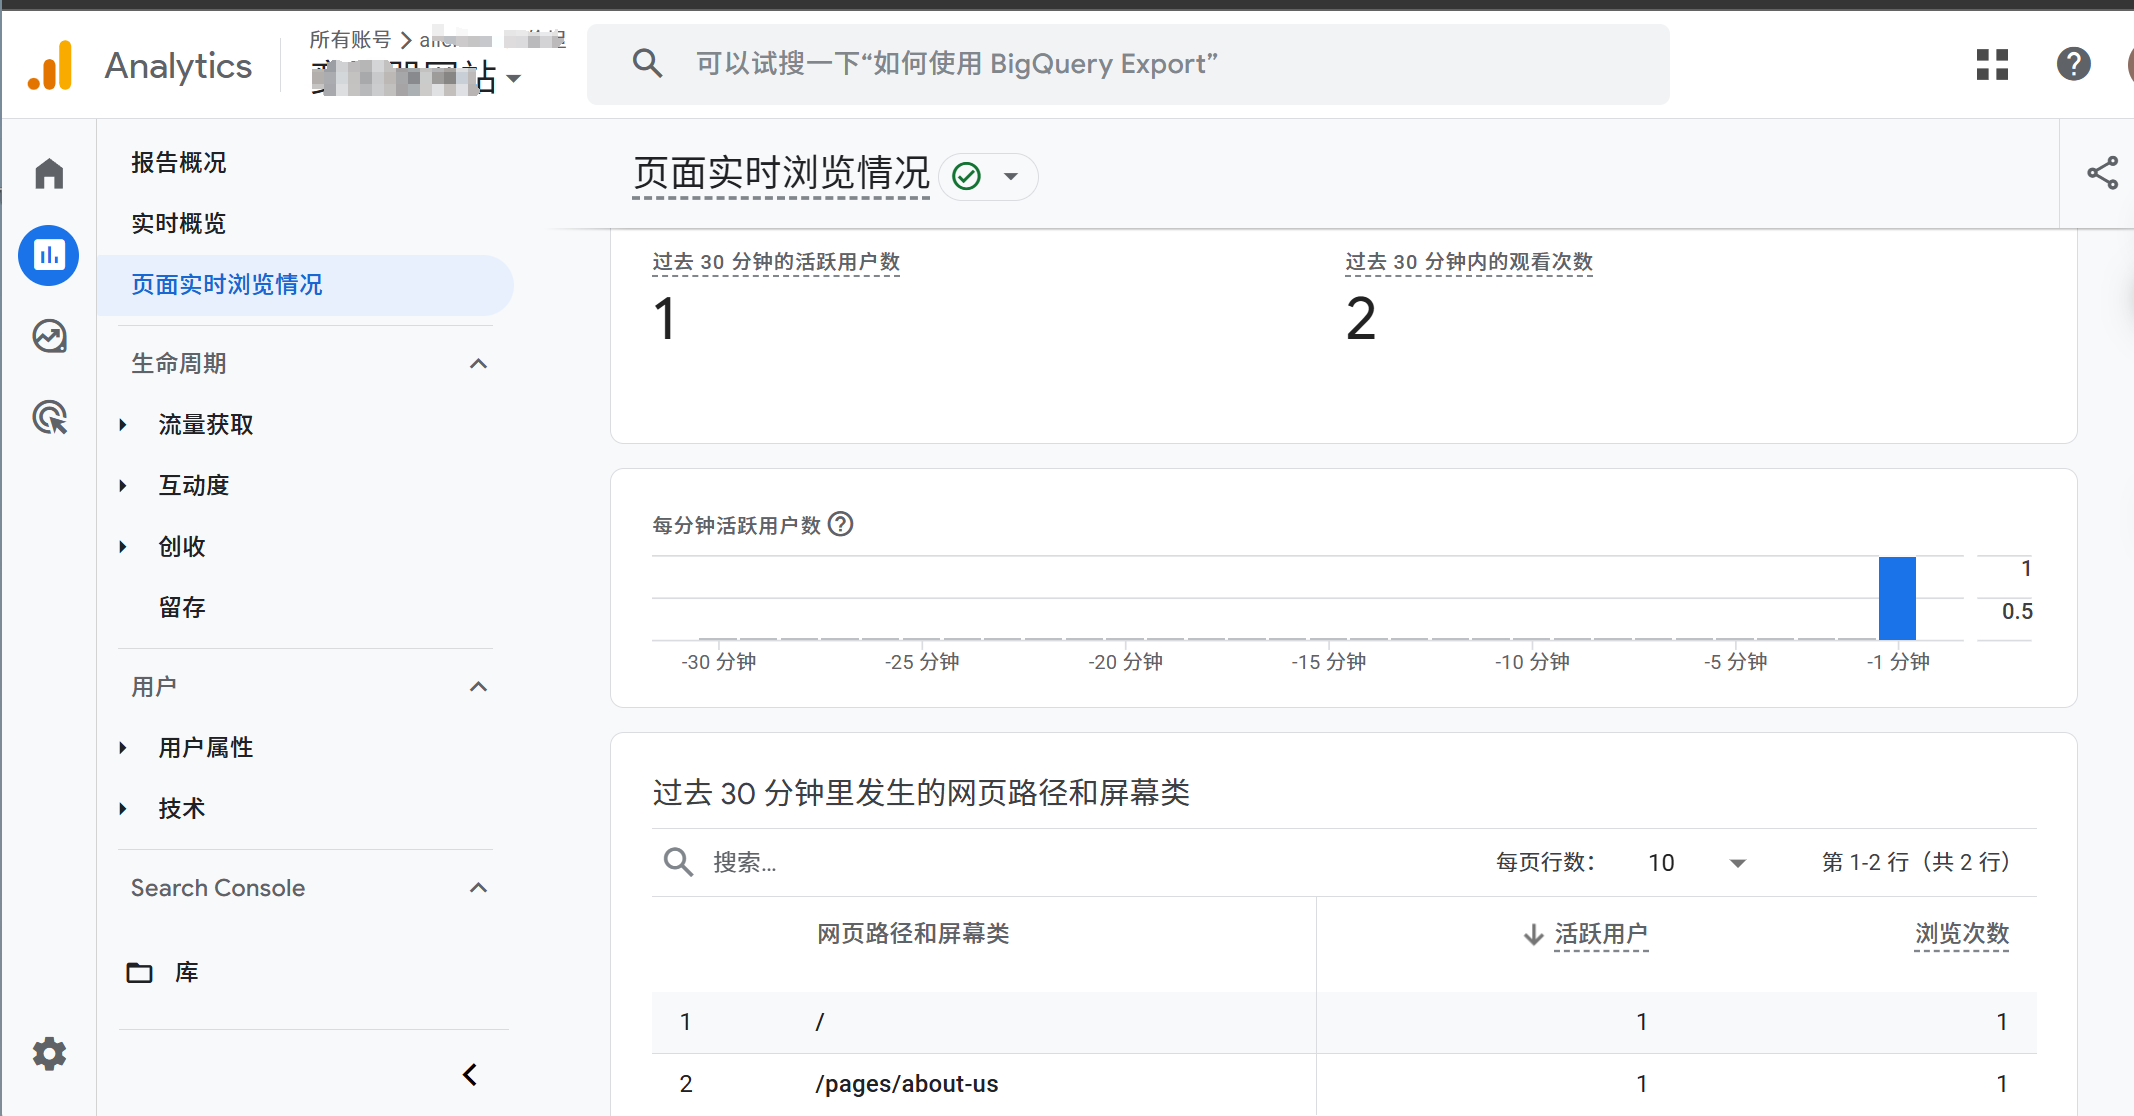 所有账号
Analytics
可以试搜一下“如何使用 BigQuery Export”
报告概况
实时概览
页面实时浏览情况
生命周期
流量获取
互动度
创收
留存
用户
用户属性
技术
Search Console
库
页面实时浏览情况
过去 30 分钟的活跃用户数
1
过去 30 分钟内的观看次数
2
每分钟活跃用户数
1
0.5
-30 分钟 -25 分钟 -20 分钟 -15 分钟 -10 分钟 -5 分钟 -1 分钟
过去 30 分钟里发生的网页路径和屏幕类
搜索... 每页行数： 10 第 1-2 行（共 2 行）
网页路径和屏幕类 活跃用户 浏览次数
1 / 1 1
2 /pages/about-us 1 1